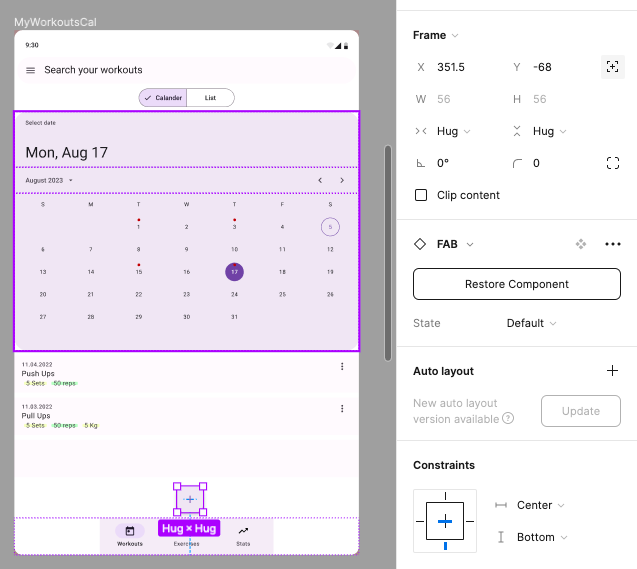 MyWorkoutsCal
9:30
Search your workouts
Calander List
Select date
Mon, Aug 17
August 2023
S M T W T F S
1 2 3 4 5
6 7 8 9 10 11 12
13 14 15 16 17 18 19
20 21 22 23 24 25 26
27 28 29 30 31
11.04.2022
Push Ups
5 Sets 50 reps
11.03.2022
Pull Ups
5 Sets 50 reps 5 Kg
Hug × Hug
Workouts Exercises Stats
Frame
X 351.5 Y -68
W 56 H 56
Hug Hug
0° 0
Clip content
FAB
Restore Component
State Default
Auto layout
New auto layout
version available ? Update
Constraints
Center
Bottom